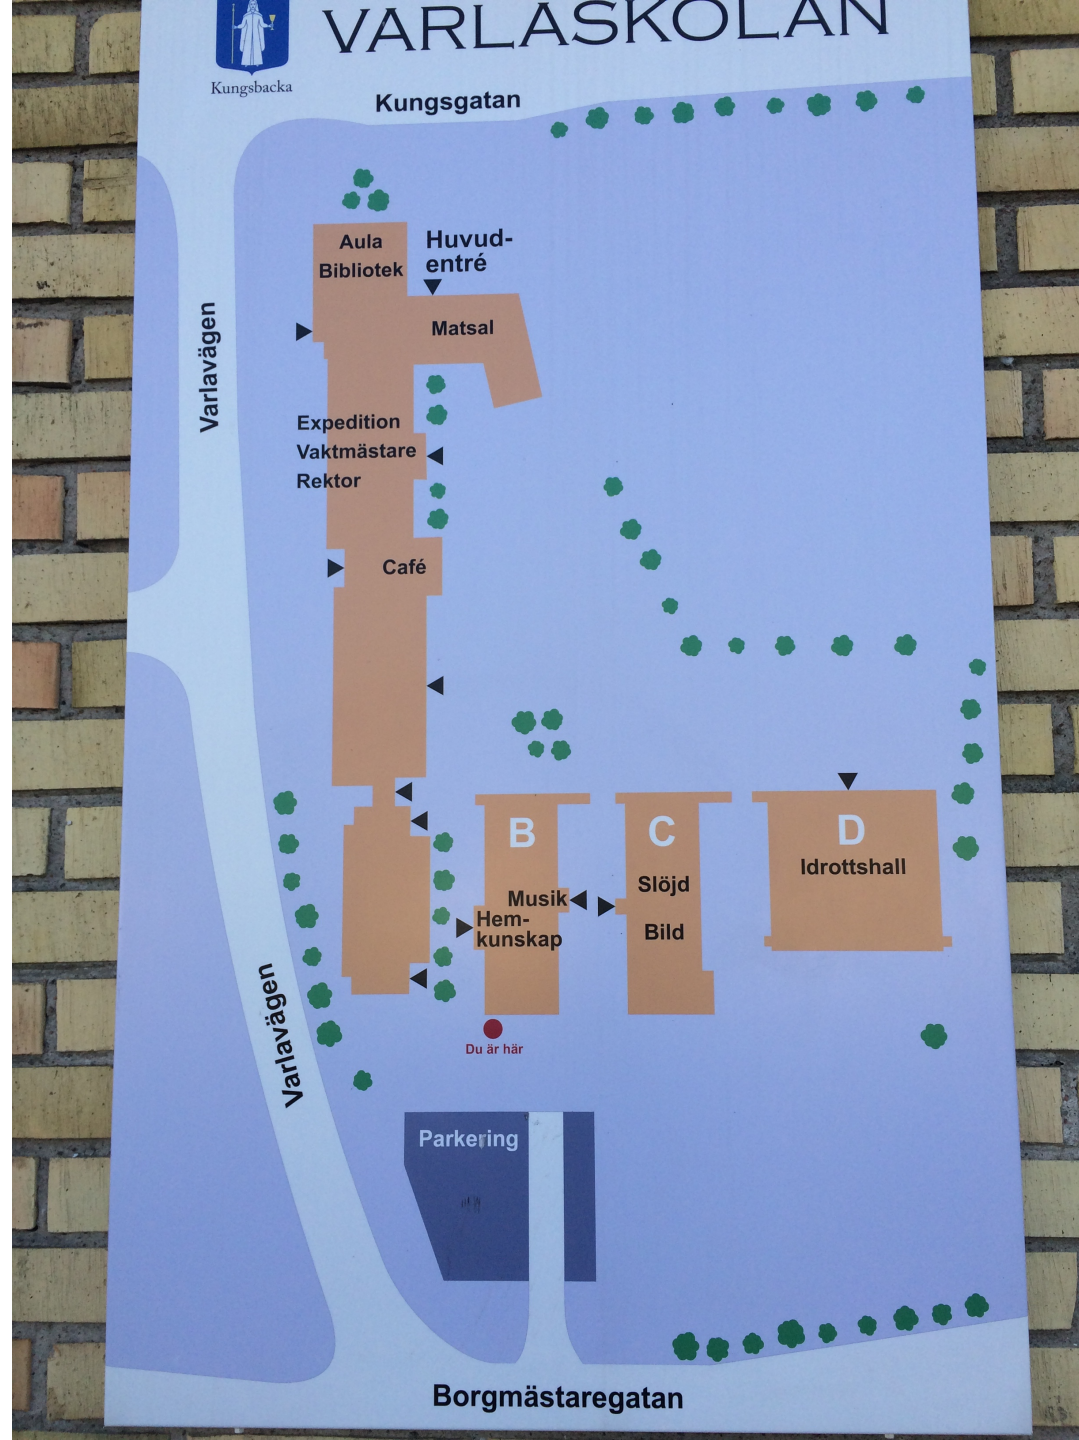 VARLASKOLAN
Kungsbacka
Kungsgatan
Aula
Bibliotek
Huvud-
entré
Matsal
Varlavägen
Expedition
Vaktmästare
Rektor
Café
B
C
D
Idrottshall
Slöjd
Musik
Hem-
kunskap
Bild
Varlavägen
Du är här
Parkering
Borgmästaregatan